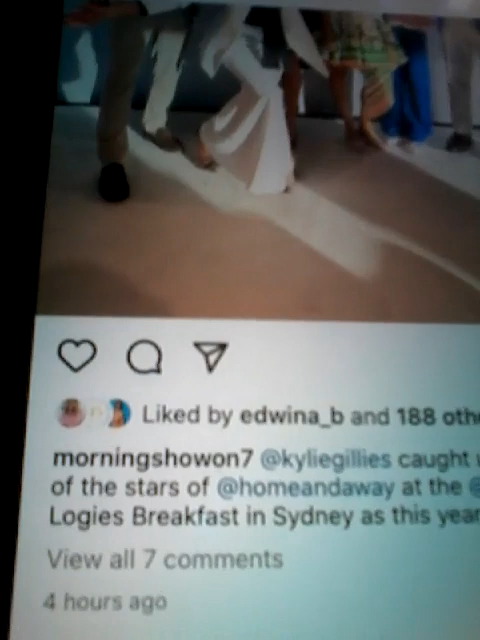 Liked by edwina_b and 188
morningshowon7 @kyliegillies caught
of the stars of @homeandaway at the
Logies Breakfast in Sydney as this year
View all 7 comments
4 hours ago